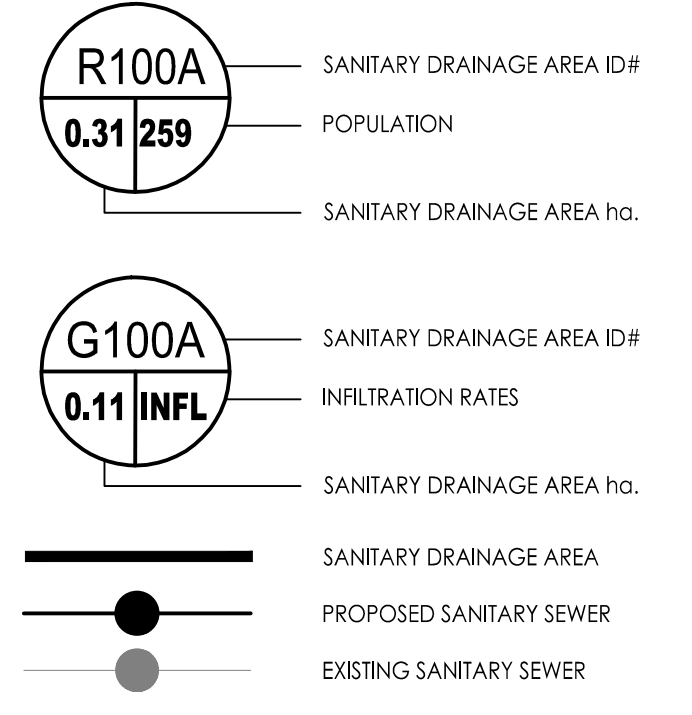 R100A
SANITARY DRAINAGE AREA ID#
0.31 259
POPULATION
SANITARY DRAINAGE AREA ha.
G100A
SANITARY DRAINAGE AREA ID#
0.11 INFL
INFILTRATION RATES
SANITARY DRAINAGE AREA ha.
SANITARY DRAINAGE AREA
PROPOSED SANITARY SEWER
EXISTING SANITARY SEWER